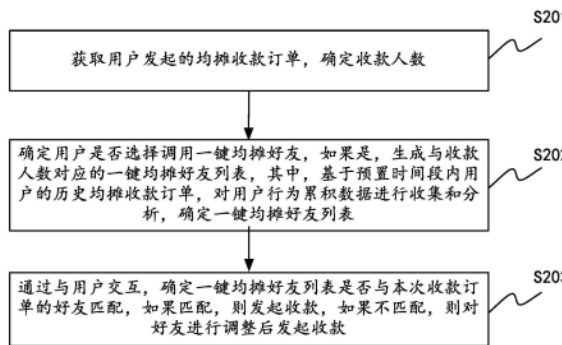 S201
获取用户发起的均摊收款订单，确定收款人数
S202
确定用户是否选择调用一键均摊好友，如果是，生成与收款
人数对应的一键均摊好友列表，其中，基于预置时间段内用
户的历史均摊收款订单，对用户行为累积数据进行收集和分
析，确定一键均摊好友列表
S203
通过与用户交互，确定一键均摊好友列表是否与本次收款订
单的好友匹配，如果匹配，则发起收款，如果不匹配，则对
好友进行调整后发起收款